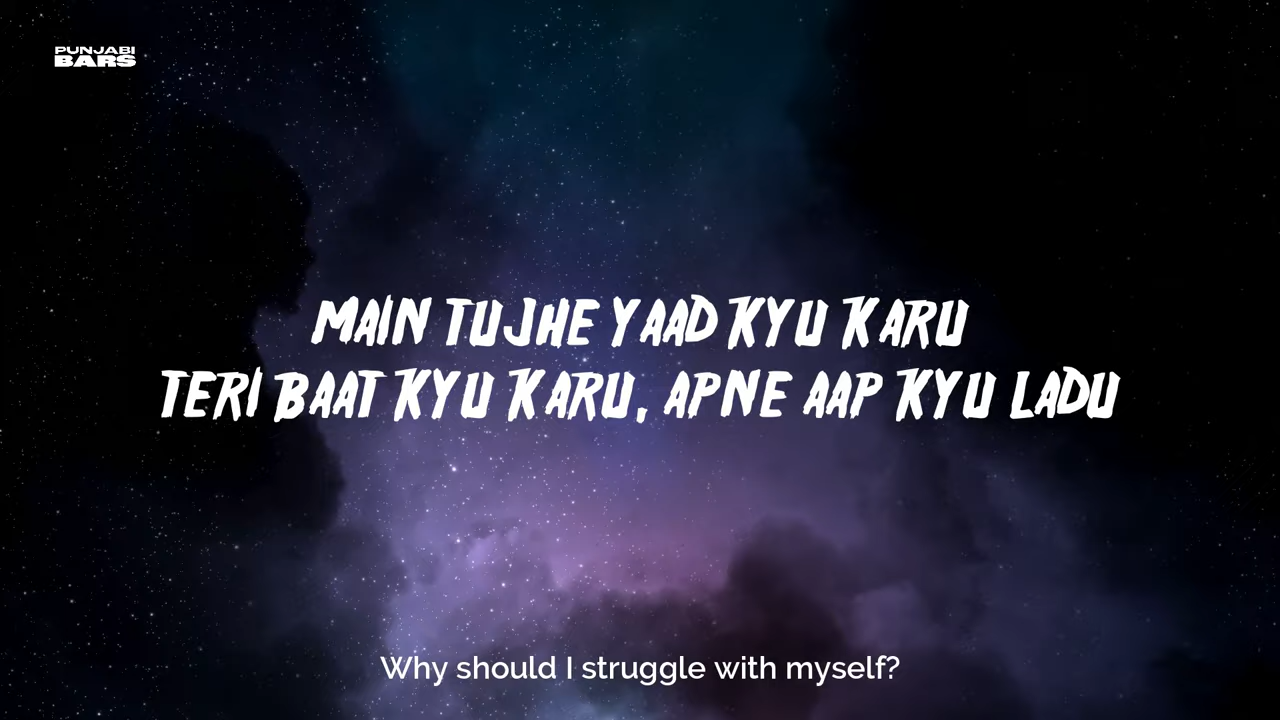 PUNJABI
BARS
MAIN TUJHE YAAD KYU KARU
TERI BAAT KYU KARU, APNE AAP KYU LADU
Why should I struggle with myself?